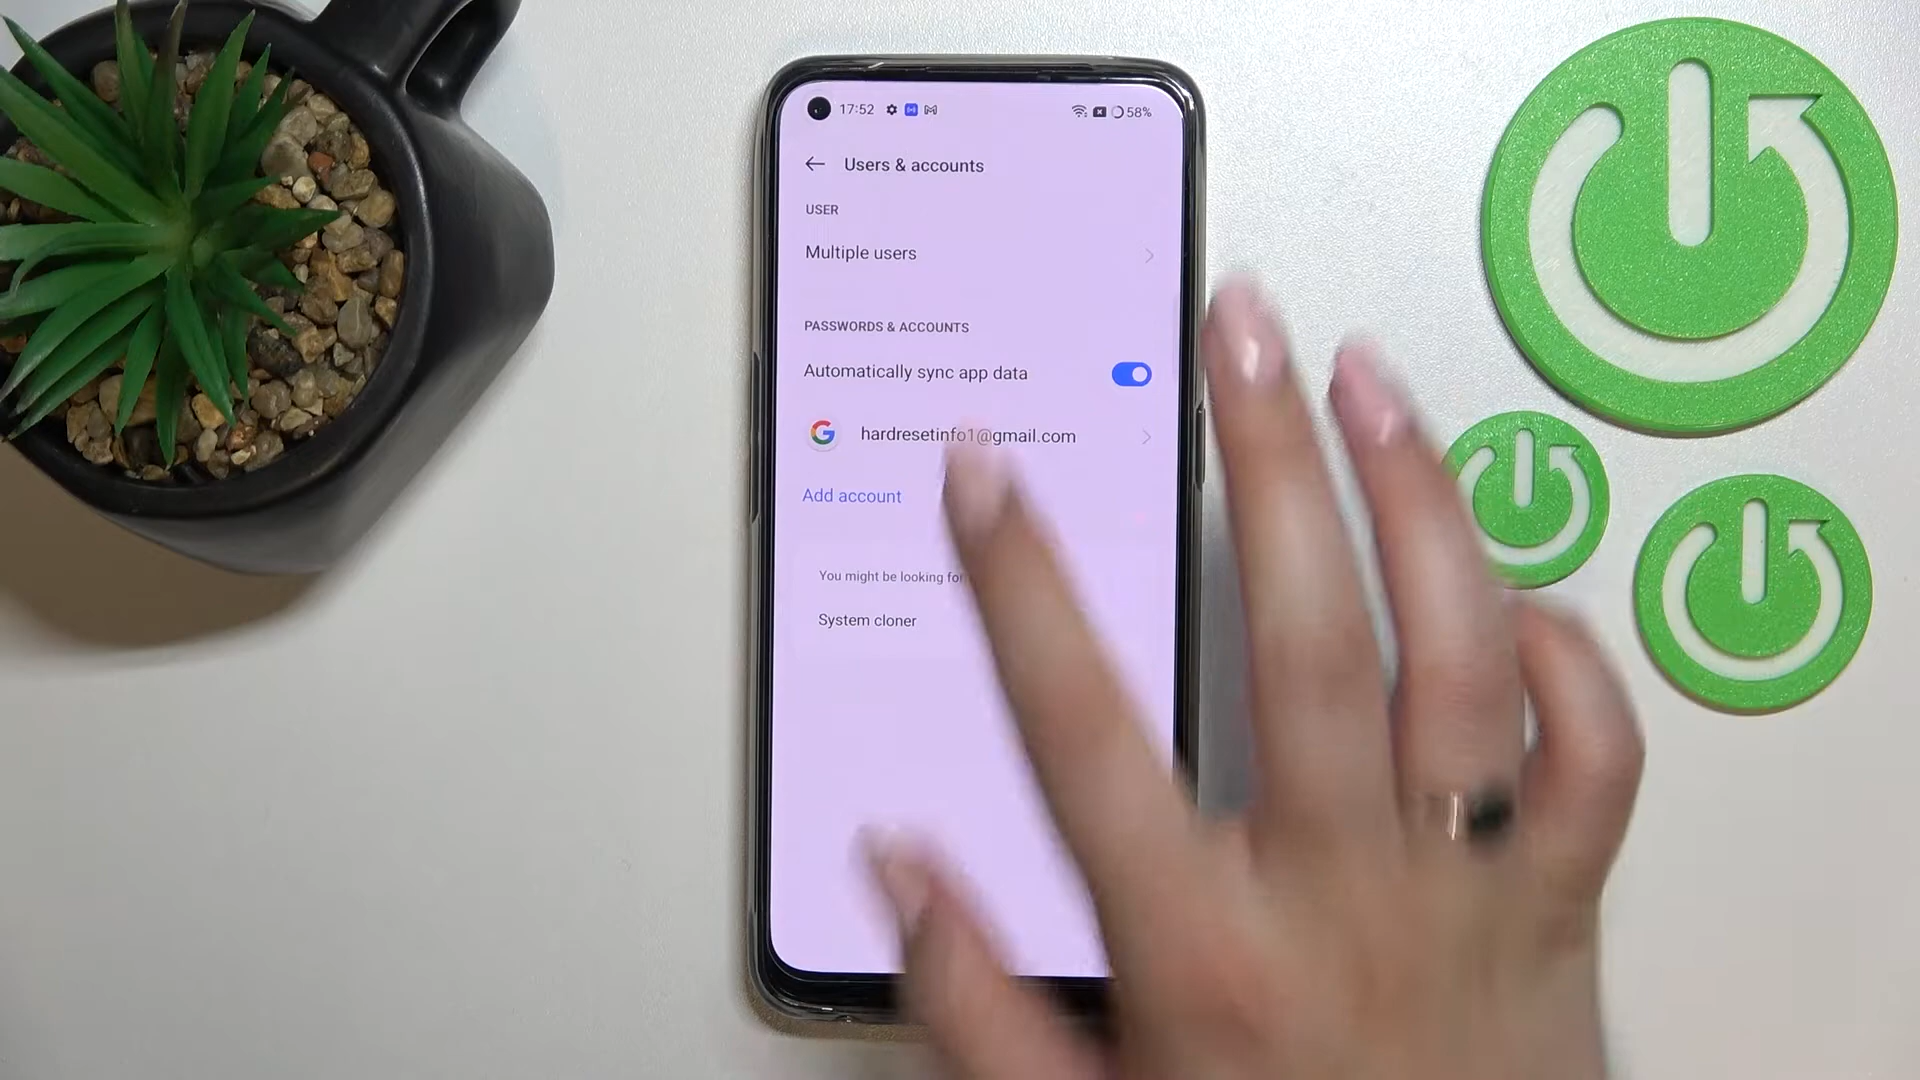 17:52
58%
Users & accounts
USER
Multiple users
PASSWORDS & ACCOUNTS
Automatically sync app data
hardresetinfo1@gmail.com
Add account
You might be looking for
System cloner